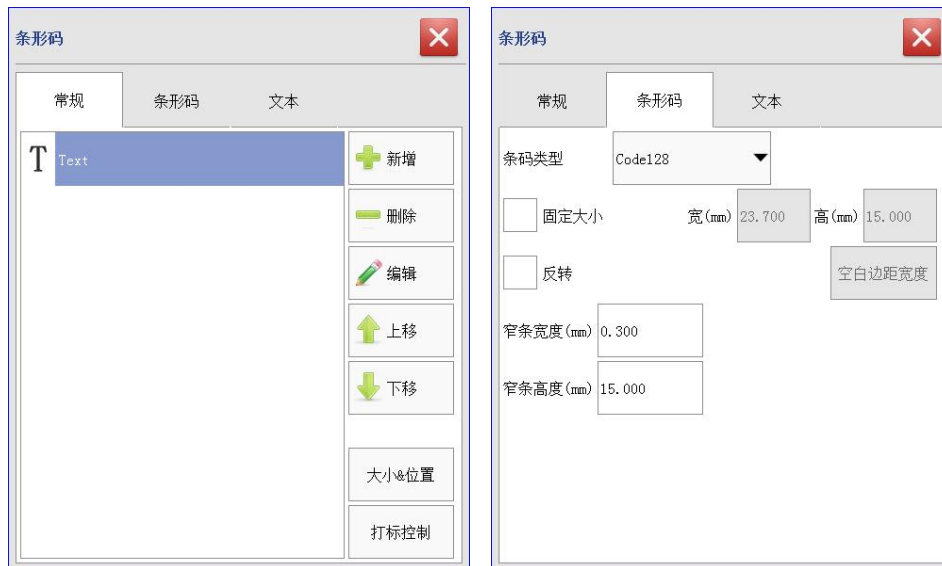 条形码
常规 条形码 文本
T Text
新增
删除
编辑
上移
下移
大小&位置
打标控制
条形码
常规 条形码 文本
条码类型 Code128
固定大小 宽(mm) 23.700 高(mm) 15.000
反转 空白边距宽度
窄条宽度(mm) 0.300
窄条高度(mm) 15.000